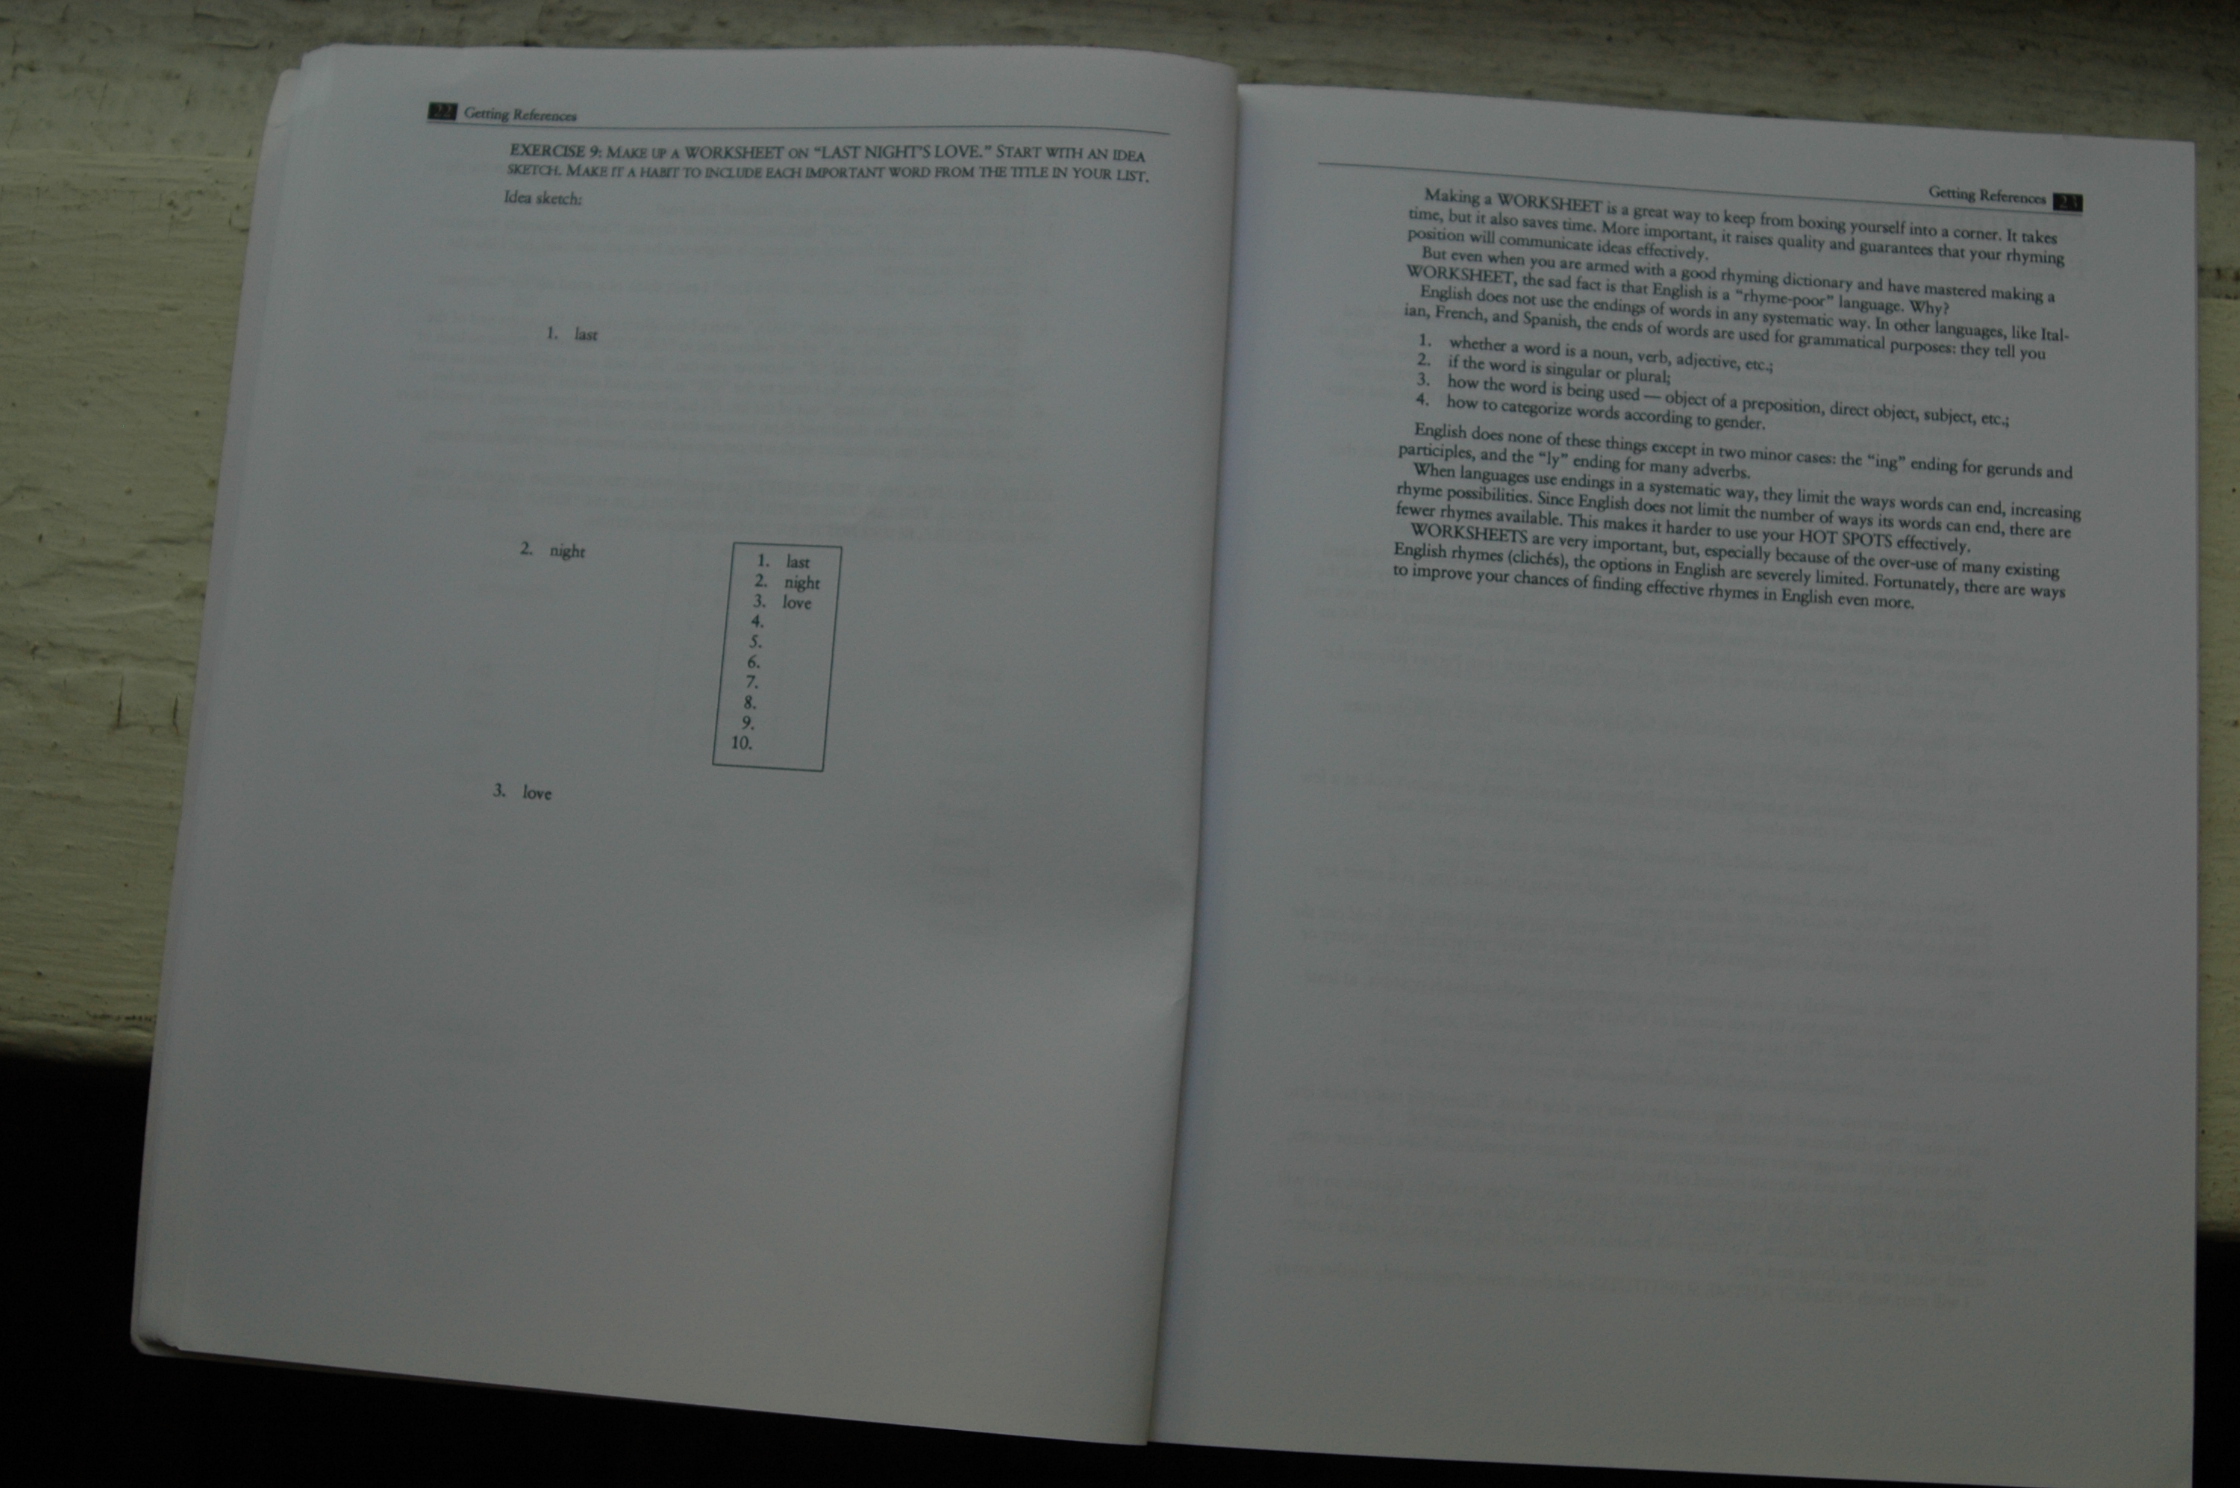 22 Getting References
EXERCISE 9: MAKE UP A WORKSHEET ON "LAST NIGHT'S LOVE." START WITH AN IDEA
SKETCH. MAKE IT A HABIT TO INCLUDE EACH IMPORTANT WORD FROM THE TITLE IN YOUR LIST.
Idea sketch:
1. last
2. night
1. last
2. night
3. love
4.
5.
6.
7.
8.
9.
10.
3. love
Getting References 23
Making a WORKSHEET is a great way to keep from boxing yourself into a corner. It takes
time, but it also saves time. More important, it raises quality and guarantees that your rhyming
position will communicate ideas effectively.
But even when you are armed with a good rhyming dictionary and have mastered making a
WORKSHEET, the sad fact is that English is a "rhyme-poor" language. Why?
English does not use the endings of words in any systematic way. In other languages, like Ital-
ian, French, and Spanish, the ends of words are used for grammatical purposes: they tell you
1. whether a word is a noun, verb, adjective, etc.;
2. if the word is singular or plural;
3. how the word is being used — object of a preposition, direct object, subject, etc.;
4. how to categorize words according to gender.
English does none of these things except in two minor cases: the "ing" ending for gerunds and
participles, and the "ly" ending for many adverbs.
When languages use endings in a systematic way, they limit the ways words can end, increasing
rhyme possibilities. Since English does not limit the number of ways its words can end, there are
fewer rhymes available. This makes it harder to use your HOT SPOTS effectively.
WORKSHEETS are very important, but, especially because of the over-use of many existing
English rhymes (clichés), the options in English are severely limited. Fortunately, there are ways
to improve your chances of finding effective rhymes in English even more.